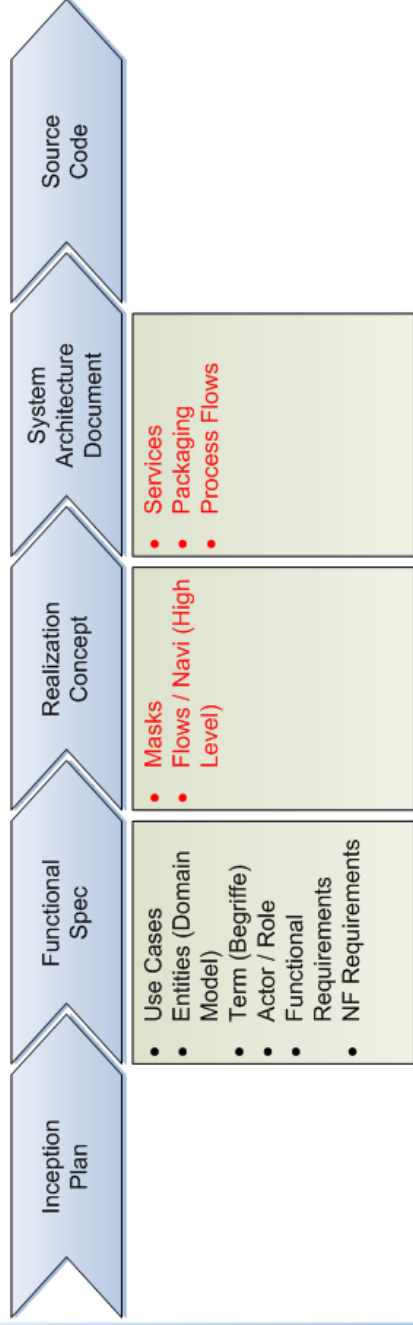 Inception
Plan
Functional
Spec
Realization
Concept
System
Architecture
Document
Source
Code
• Use Cases
• Entities (Domain
Model)
• Term (Begriffe)
• Actor / Role
• Functional
Requirements
• NF Requirements
• Masks
• Flows / Navi (High
Level)
• Services
• Packaging
• Process Flows